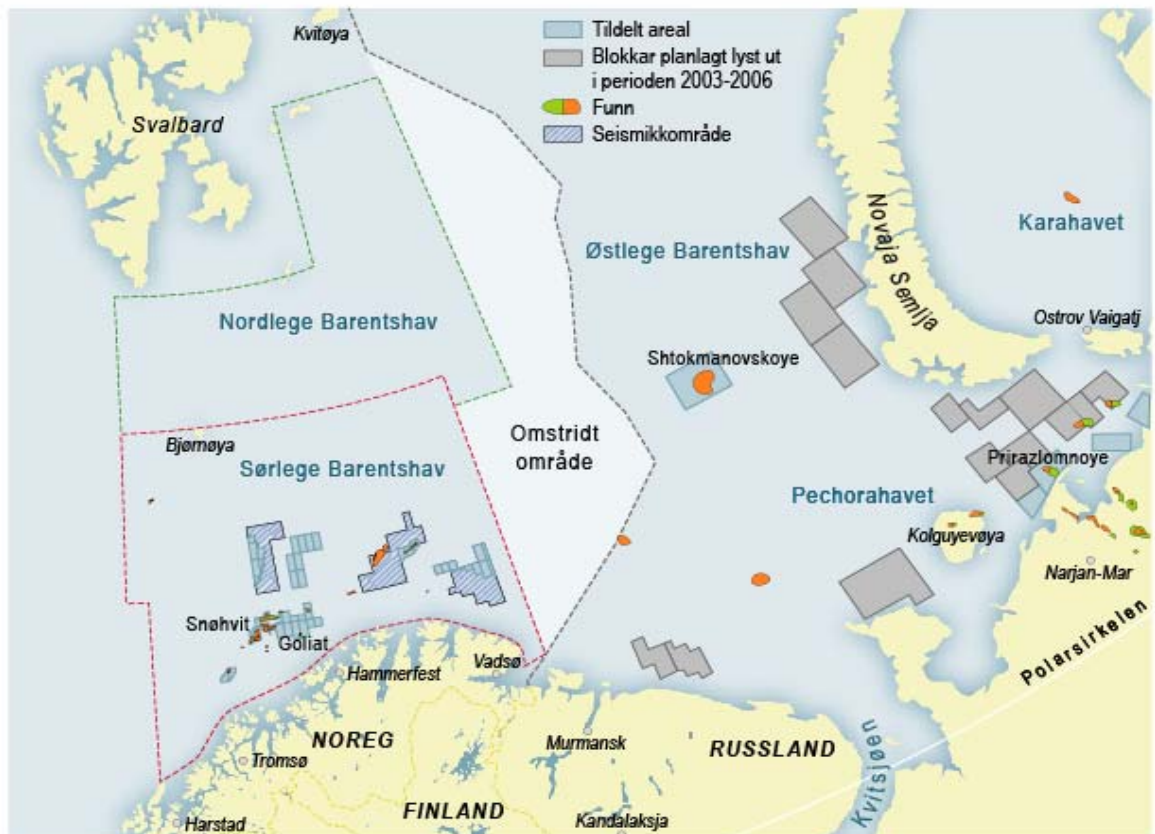 Kvitøya
Tildelt areal
Blokkar planlagt lyst ut
i perioden 2003-2006
Funn
Seismikkområde
Svalbard
Novaja Semlja
Karahavet
Østlege Barentshav
Nordlege Barentshav
Ostrov Vaigatj
Shtokmanovskoye
Omstridt
område
Bjørnøya
Sørlege Barentshav
Prirazlomnoye
Pechorahavet
Kolguyevøya
Narjan-Mar
Snøhvit
Goliat
Polarsirkelen
Hammerfest
Vadsø
NOREG
Murmansk
RUSSLAND
Kvitsjøen
Tromsø
FINLAND
Kandalaksja
Harstad